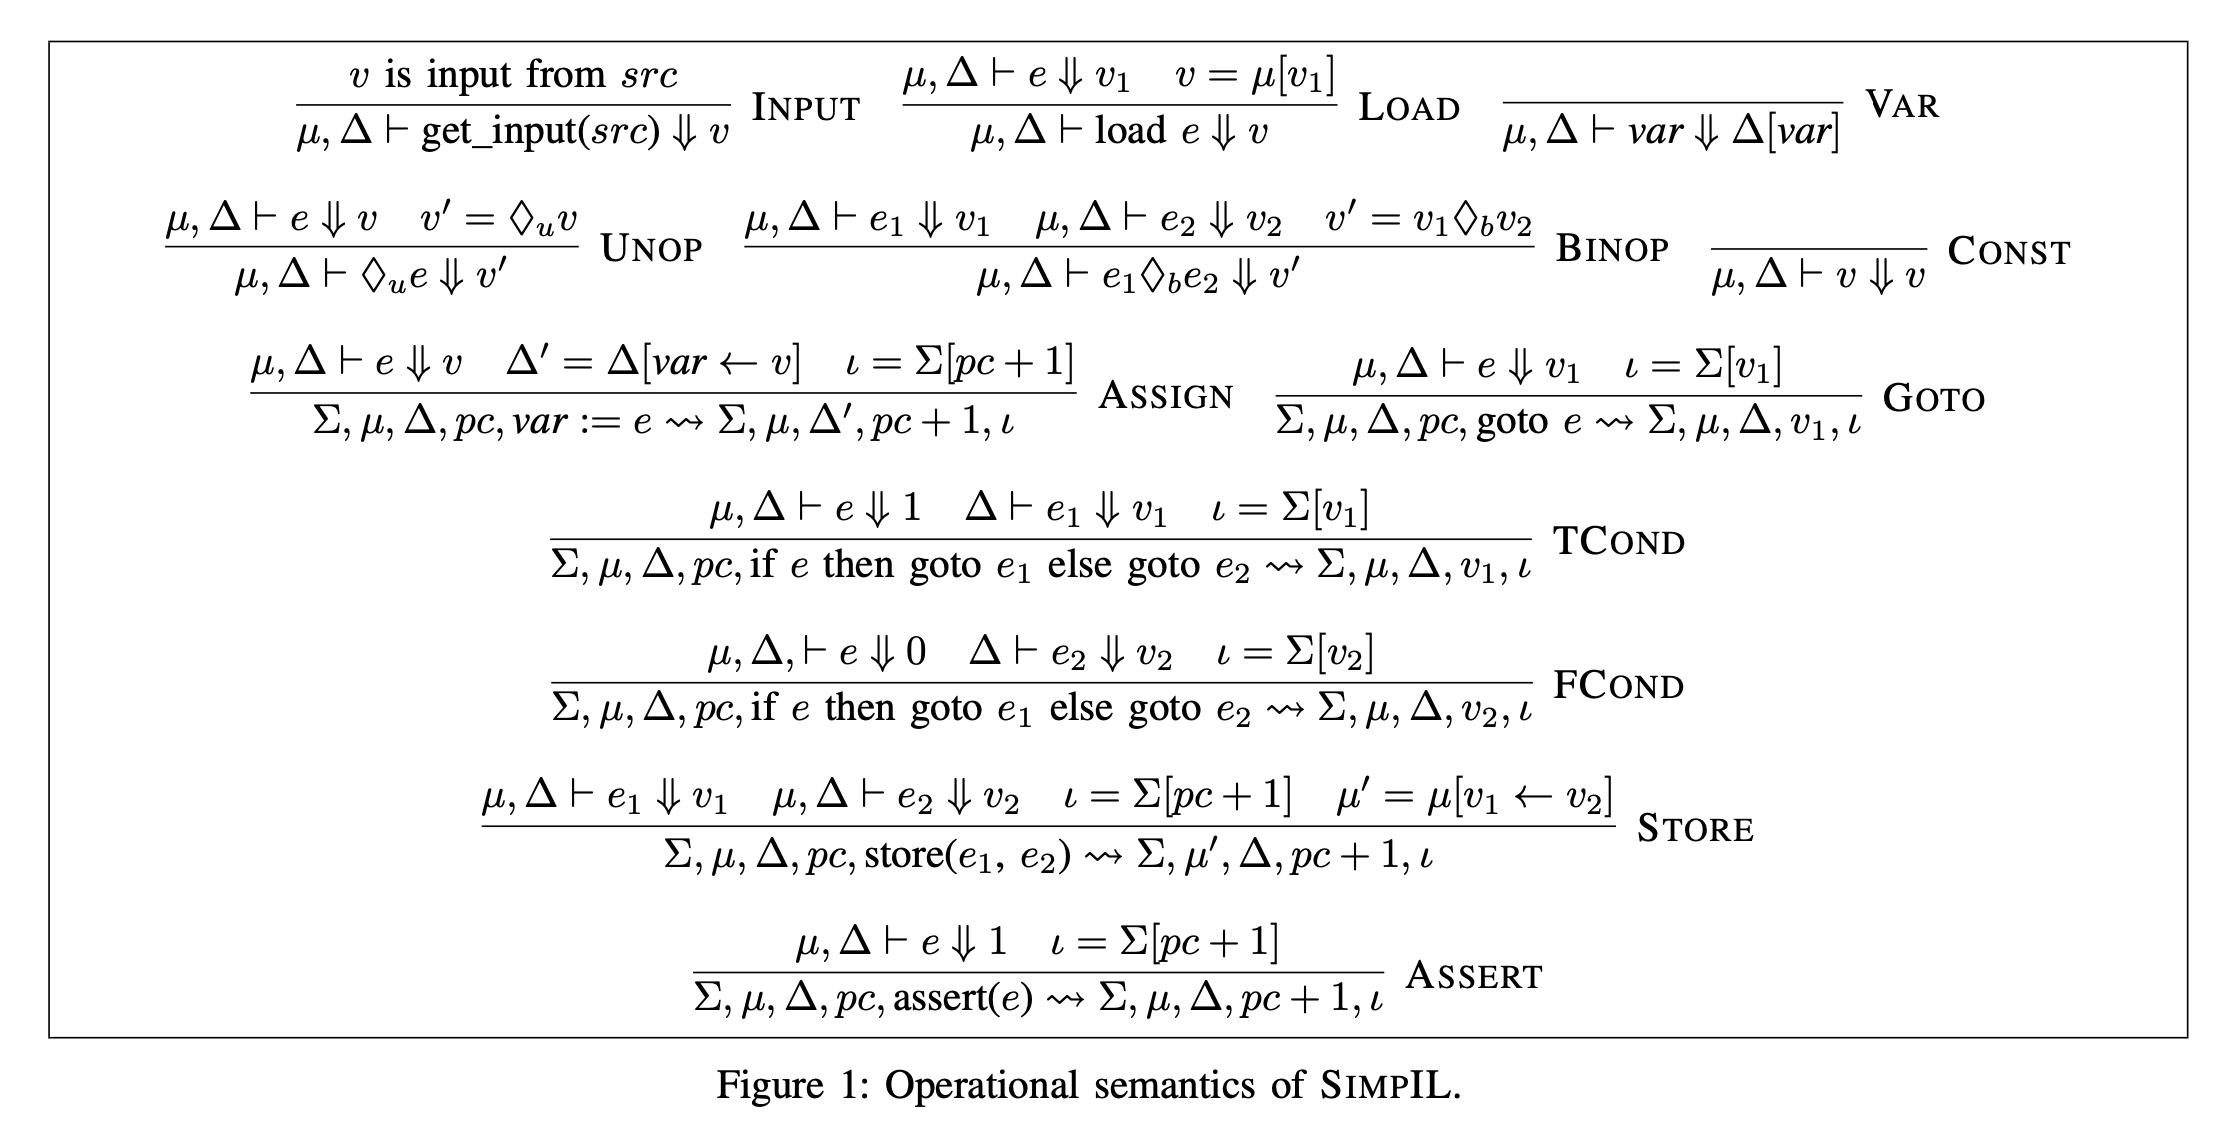 v is input from src    μ, Δ ⊢ e ⇓ v₁   v = μ[v₁]
μ, Δ ⊢ get_input(src) ⇓ v   INPUT   μ, Δ ⊢ load e ⇓ v   LOAD   μ, Δ ⊢ var ⇓ Δ[var]   VAR
μ, Δ ⊢ e ⇓ v   v′ = ◊ᵤv    μ, Δ ⊢ e₁ ⇓ v₁   μ, Δ ⊢ e₂ ⇓ v₂   v′ = v₁◊_b v₂
μ, Δ ⊢ ◊ᵤe ⇓ v′   UNOP   μ, Δ ⊢ e₁◊_b e₂ ⇓ v′   BINOP   μ, Δ ⊢ v ⇓ v   CONST
μ, Δ ⊢ e ⇓ v   Δ′ = Δ[var ← v]   ι = Σ[pc + 1]    μ, Δ ⊢ e ⇓ v₁   ι = Σ[v₁]
Σ, μ, Δ, pc, var := e ⇝ Σ, μ, Δ′, pc + 1, ι   ASSIGN   Σ, μ, Δ, pc, goto e ⇝ Σ, μ, Δ, v₁, ι   GOTO
μ, Δ ⊢ e ⇓ 1   Δ ⊢ e₁ ⇓ v₁   ι = Σ[v₁]
Σ, μ, Δ, pc, if e then goto e₁ else goto e₂ ⇝ Σ, μ, Δ, v₁, ι   TCOND
μ, Δ, ⊢ e ⇓ 0   Δ ⊢ e₂ ⇓ v₂   ι = Σ[v₂]
Σ, μ, Δ, pc, if e then goto e₁ else goto e₂ ⇝ Σ, μ, Δ, v₂, ι   FCOND
μ, Δ ⊢ e₁ ⇓ v₁   μ, Δ ⊢ e₂ ⇓ v₂   ι = Σ[pc + 1]   μ′ = μ[v₁ ← v₂]
Σ, μ, Δ, pc, store(e₁, e₂) ⇝ Σ, μ′, Δ, pc + 1, ι   STORE
μ, Δ ⊢ e ⇓ 1   ι = Σ[pc + 1]
Σ, μ, Δ, pc, assert(e) ⇝ Σ, μ, Δ, pc + 1, ι   ASSERT
Figure 1: Operational semantics of SIMPIL.